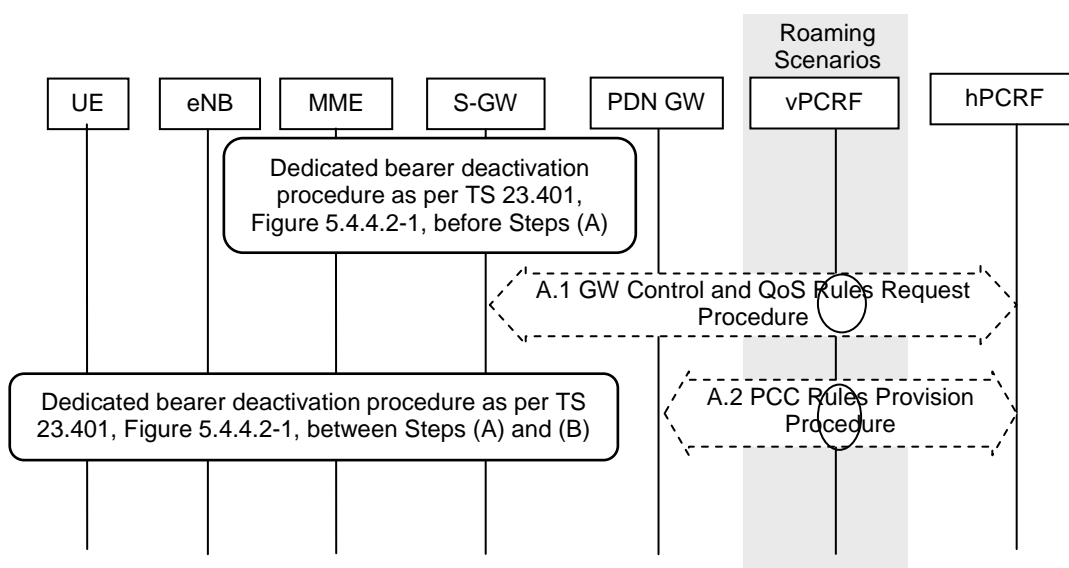 Roaming
Scenarios
UE
eNB
MME
S-GW
PDN GW
vPCRF
hPCRF
Dedicated bearer deactivation
procedure as per TS 23.401,
Figure 5.4.4.2-1, before Steps (A)
A.1 GW Control and QoS Rules Request
Procedure
Dedicated bearer deactivation procedure as per TS
23.401, Figure 5.4.4.2-1, between Steps (A) and (B)
A.2 PCC Rules Provision
Procedure